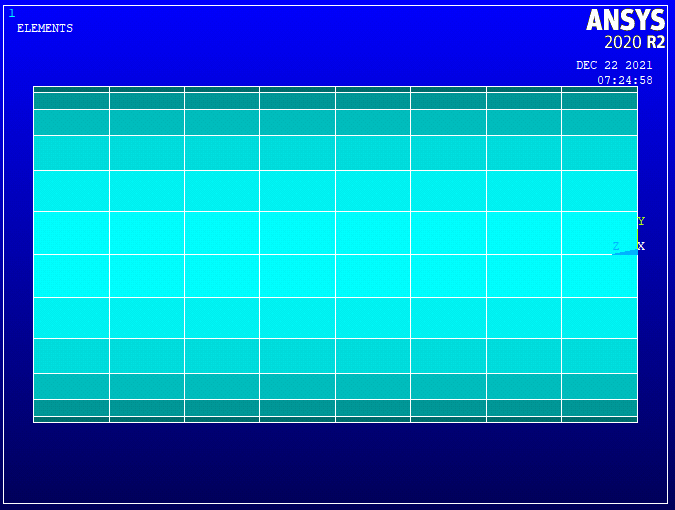 1
ELEMENTS
ANSYS
2020 R2
DEC 22 2021
07:24:58
Y
Z X